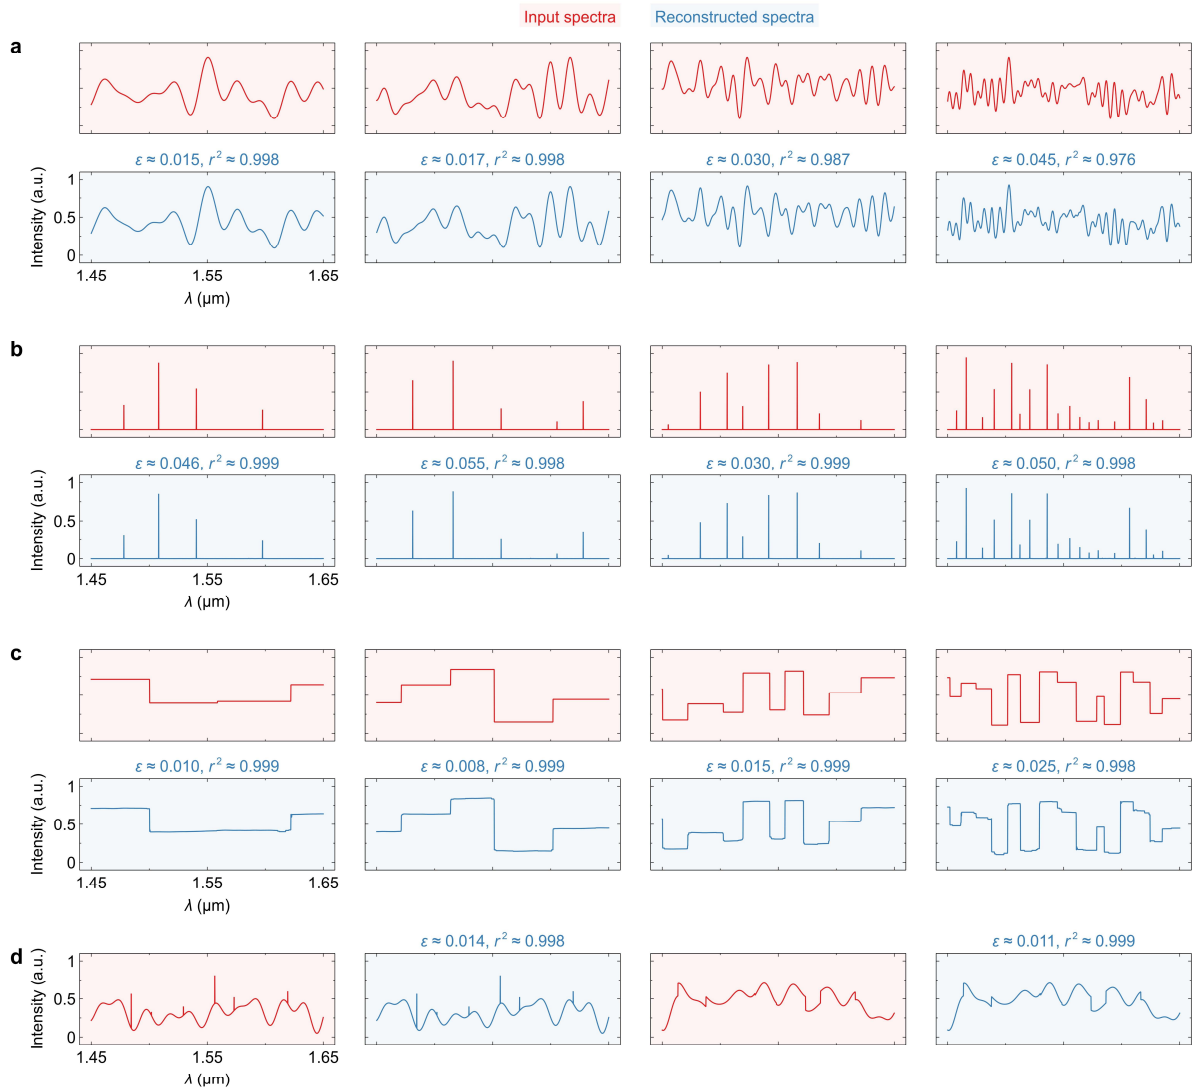 Input spectra Reconstructed spectra
a
ε ≈ 0.015, r² ≈ 0.998 ε ≈ 0.017, r² ≈ 0.998 ε ≈ 0.030, r² ≈ 0.987 ε ≈ 0.045, r² ≈ 0.976
Intensity (a.u.)
1
0.5
0
1.45 1.55 1.65
λ (μm)
b
ε ≈ 0.046, r² ≈ 0.999 ε ≈ 0.055, r² ≈ 0.998 ε ≈ 0.030, r² ≈ 0.999 ε ≈ 0.050, r² ≈ 0.998
Intensity (a.u.)
1
0.5
0
1.45 1.55 1.65
λ (μm)
c
ε ≈ 0.010, r² ≈ 0.999 ε ≈ 0.008, r² ≈ 0.999 ε ≈ 0.015, r² ≈ 0.999 ε ≈ 0.025, r² ≈ 0.998
Intensity (a.u.)
1
0.5
0
1.45 1.55 1.65
λ (μm)
d
ε ≈ 0.014, r² ≈ 0.998 ε ≈ 0.011, r² ≈ 0.999
Intensity (a.u.)
1
0.5
0
1.45 1.55 1.65
λ (μm)